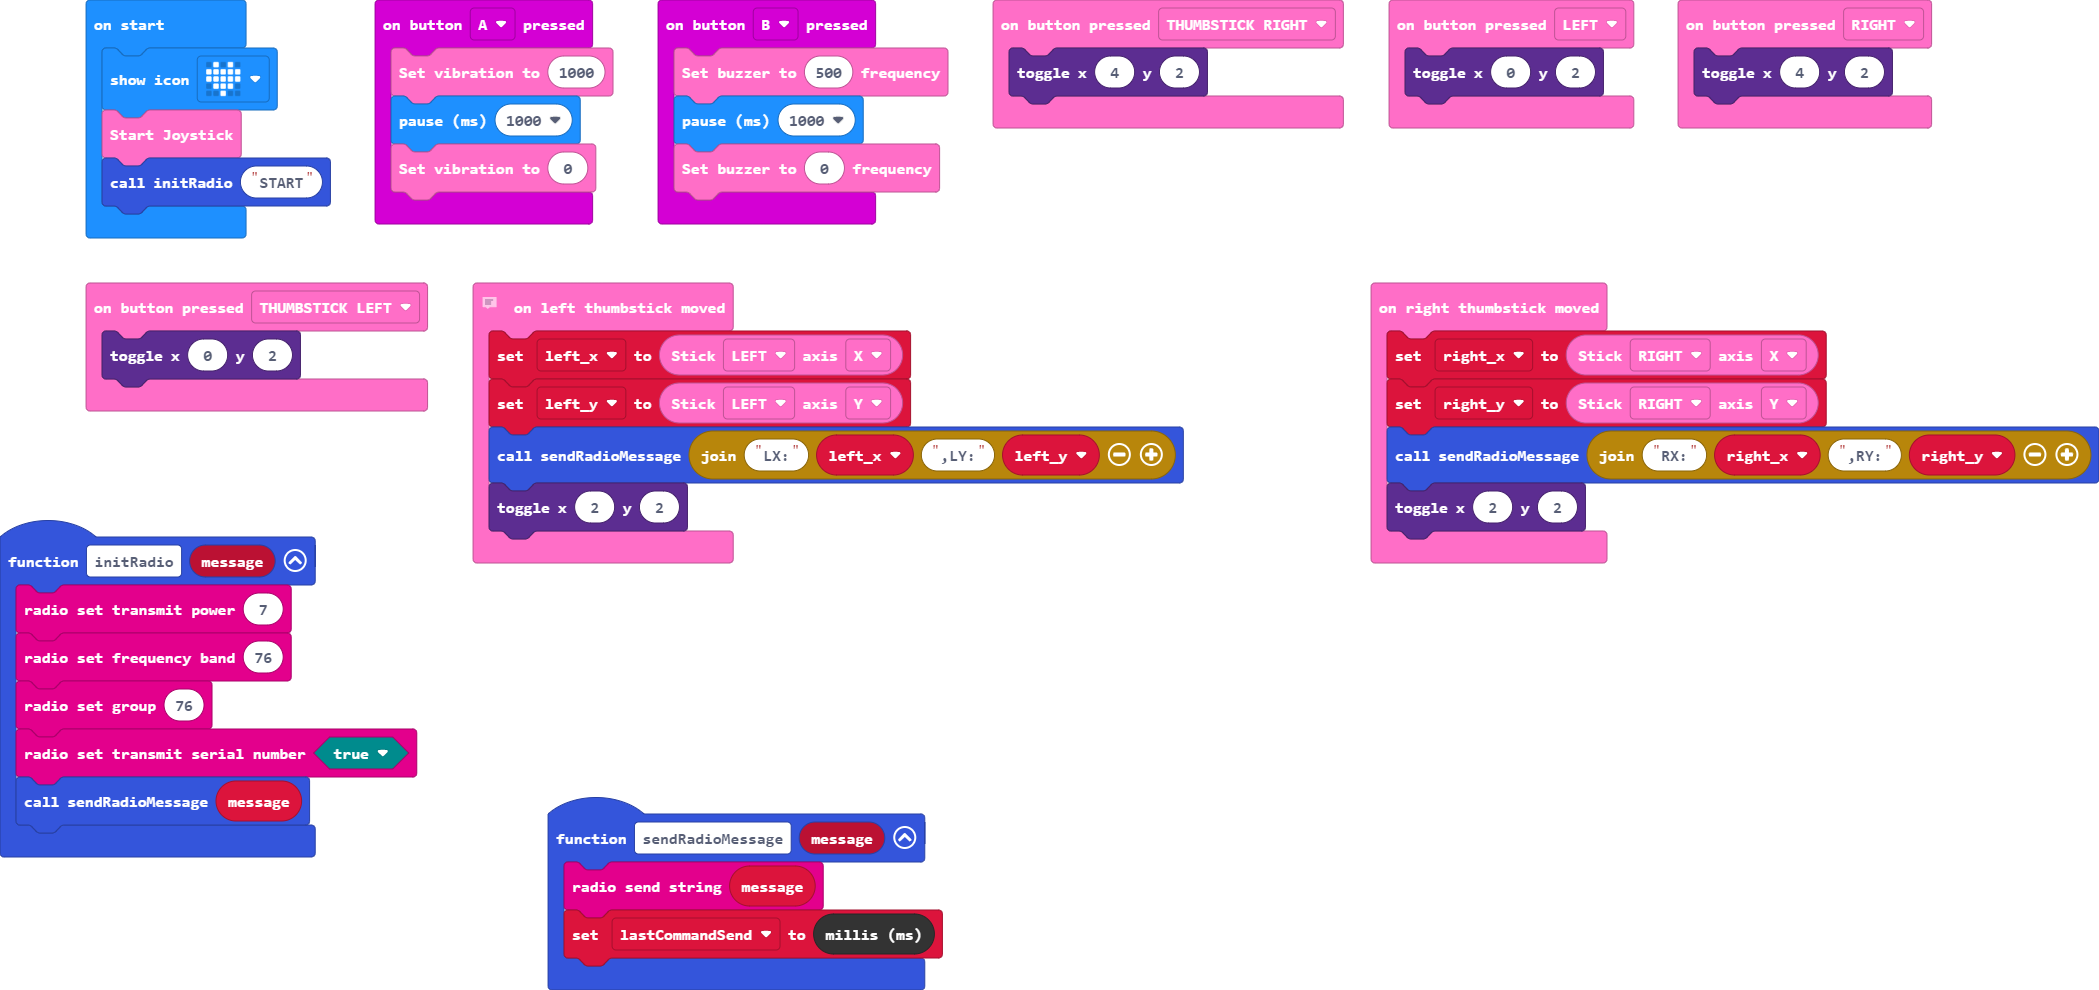 on start
show icon
Start Joystick
call initRadio "START"
on button A pressed
Set vibration to 1000
pause (ms) 1000
Set vibration to 0
on button B pressed
Set buzzer to 500 frequency
pause (ms) 1000
Set buzzer to 0 frequency
on button pressed THUMBSTICK RIGHT
toggle x 4 y 2
on button pressed LEFT
toggle x 0 y 2
on button pressed RIGHT
toggle x 4 y 2
on button pressed THUMBSTICK LEFT
toggle x 0 y 2
on left thumbstick moved
set left_x to Stick LEFT axis X
set left_y to Stick LEFT axis Y
call sendRadioMessage join "LX:" left_x ",LY:" left_y
toggle x 2 y 2
on right thumbstick moved
set right_x to Stick RIGHT axis X
set right_y to Stick RIGHT axis Y
call sendRadioMessage join "RX:" right_x ",RY:" right_y
toggle x 2 y 2
function initRadio message
radio set transmit power 7
radio set frequency band 76
radio set group 76
radio set transmit serial number true
call sendRadioMessage message
function sendRadioMessage message
radio send string message
set lastCommandSend to millis (ms)